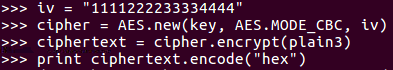 >>> iv = "1111222233334444"
>>> cipher = AES.new(key, AES.MODE_CBC, iv)
>>> ciphertext = cipher.encrypt(plain3)
>>> print ciphertext.encode("hex")